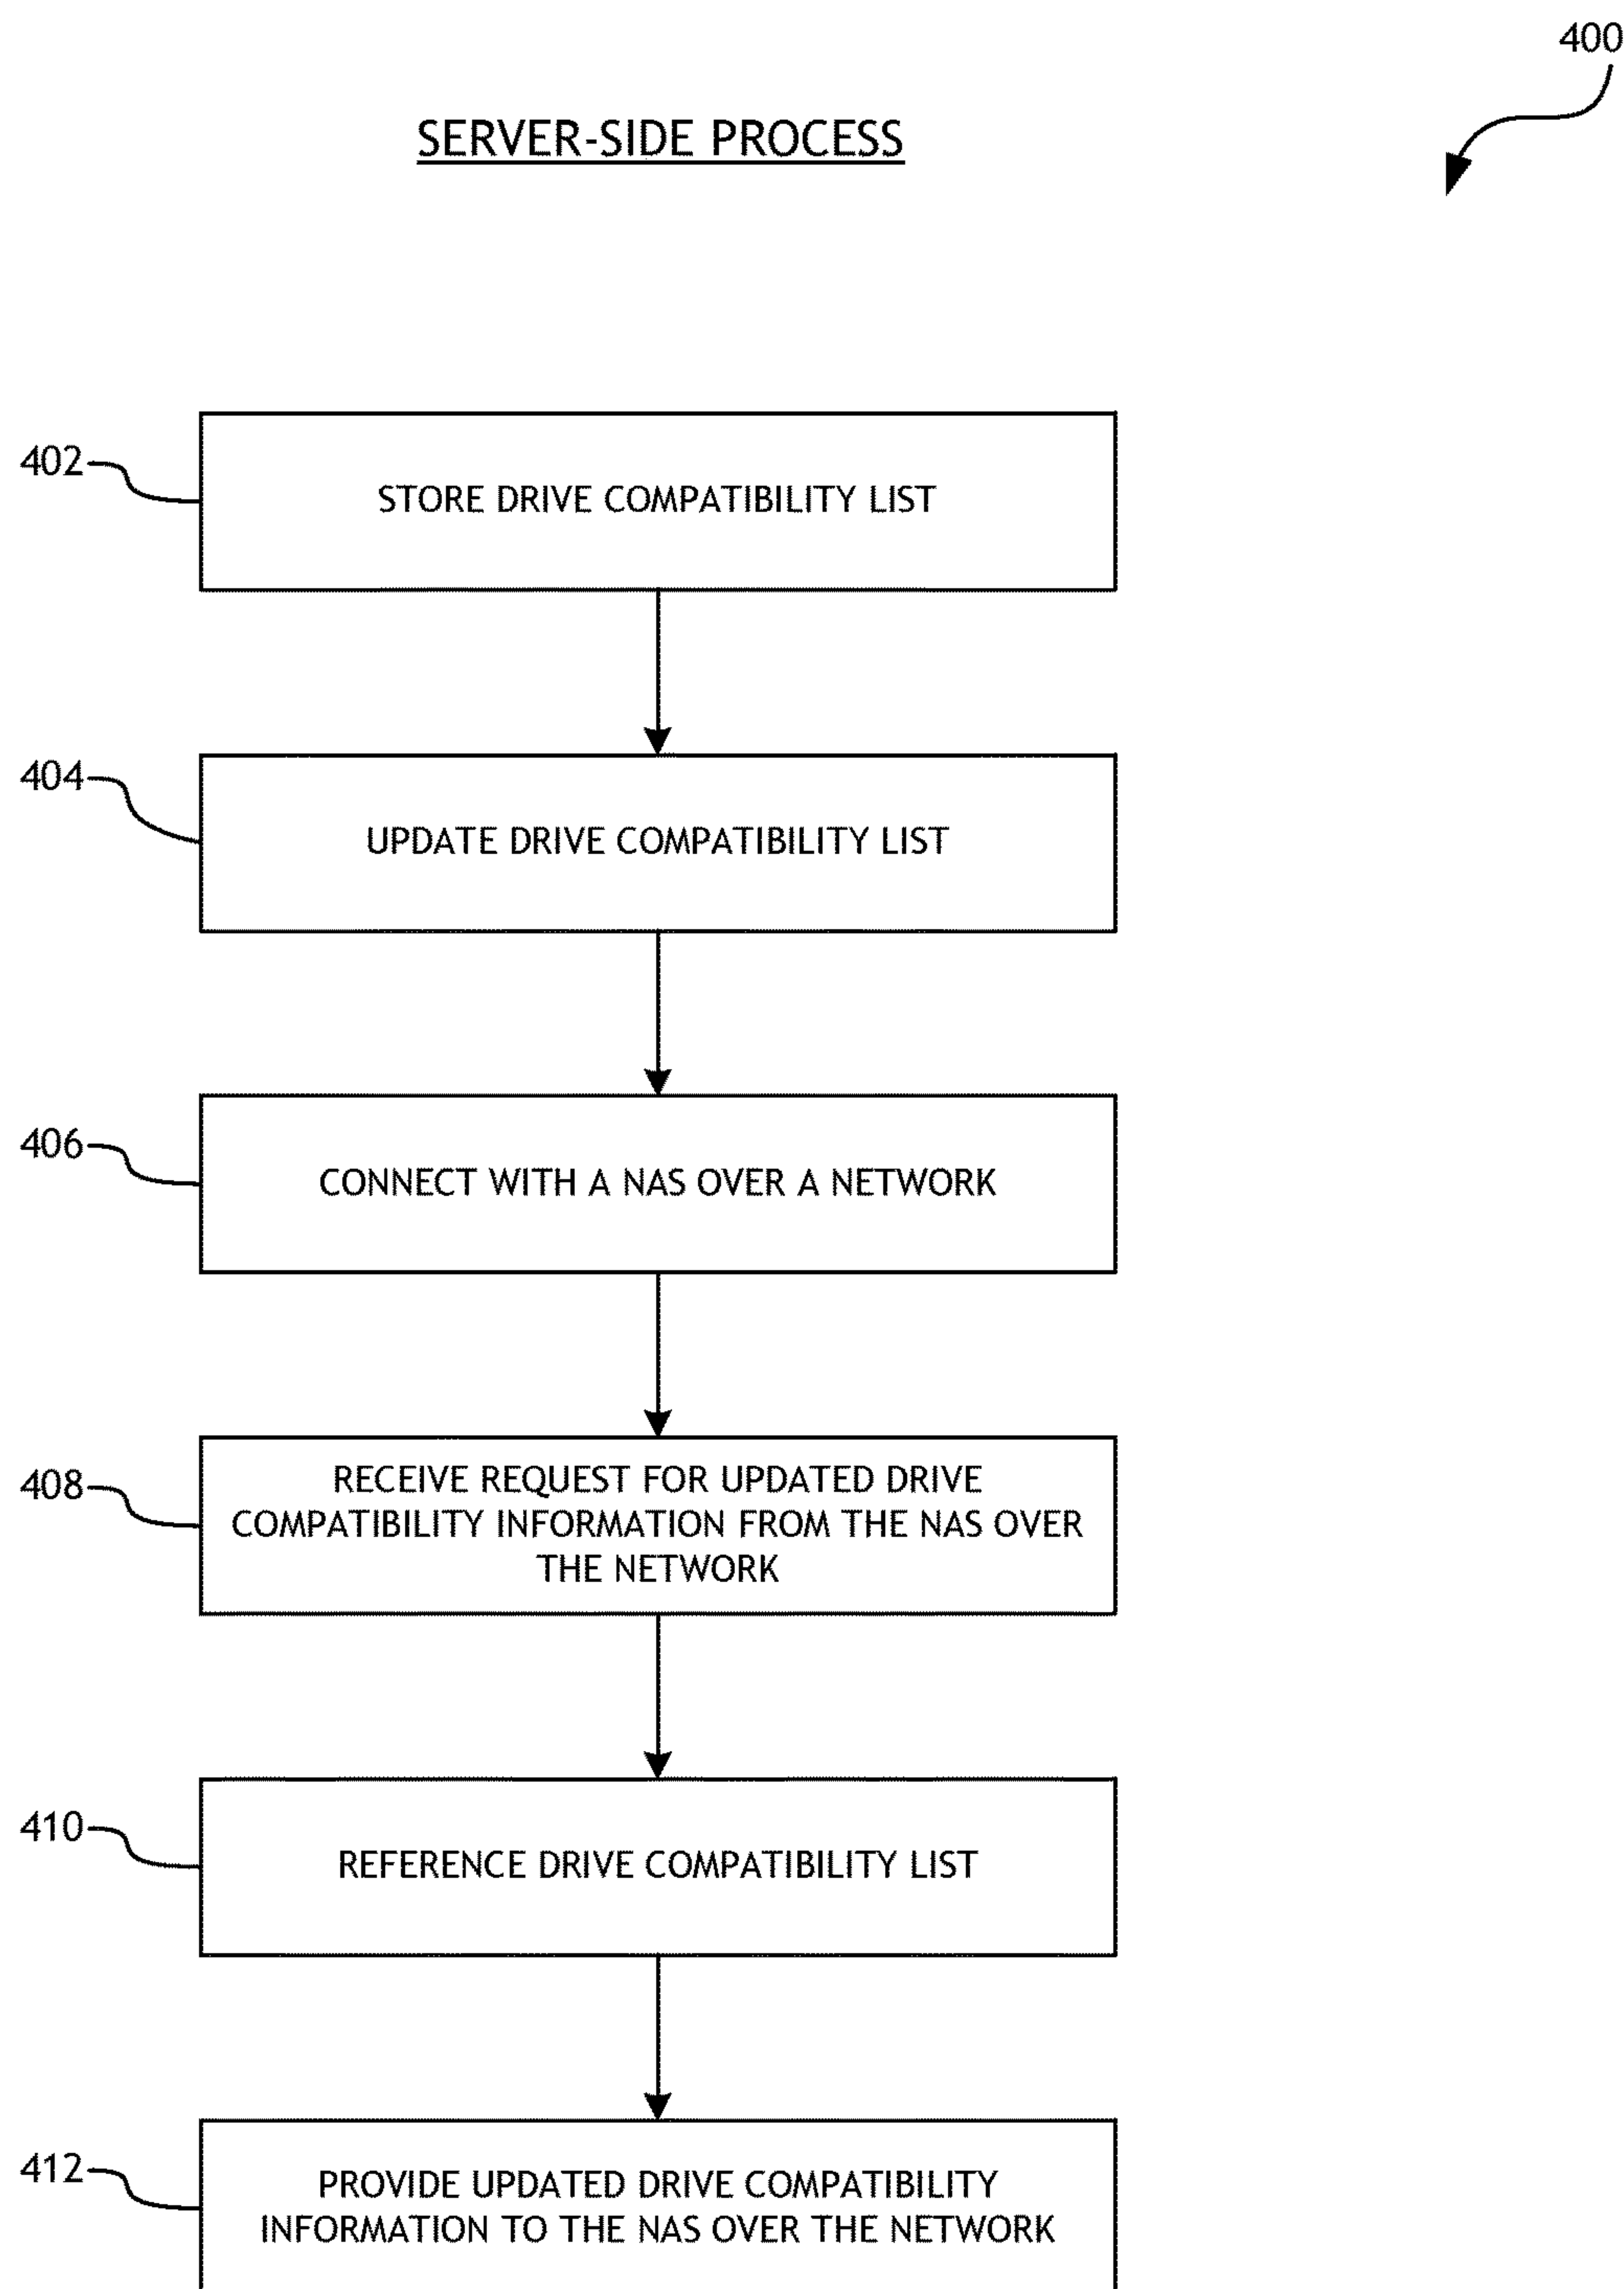 400
SERVER-SIDE PROCESS
402
STORE DRIVE COMPATIBILITY LIST
404
UPDATE DRIVE COMPATIBILITY LIST
406
CONNECT WITH A NAS OVER A NETWORK
408
RECEIVE REQUEST FOR UPDATED DRIVE
COMPATIBILITY INFORMATION FROM THE NAS OVER
THE NETWORK
410
REFERENCE DRIVE COMPATIBILITY LIST
412
PROVIDE UPDATED DRIVE COMPATIBILITY
INFORMATION TO THE NAS OVER THE NETWORK